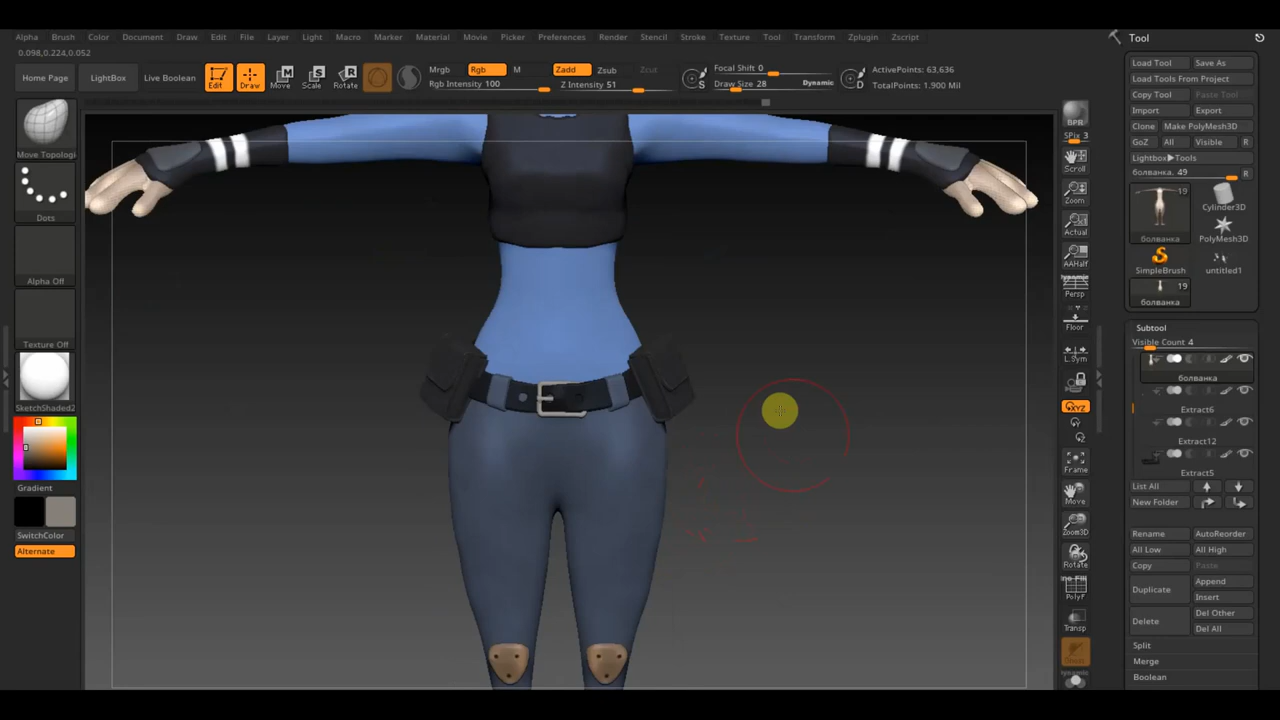 Alpha Brush Color Document Draw Edit File Layer Light Macro Marker Material Movie Picker Preferences Render Stencil Stroke Texture Tool Transform Zplugin Zscript
Tool
0.098,0.224,0.052
Home Page
LightBox
Live Boolean
Edit
Draw
Move
Scale
Rotate
Mrgb Rgb M
Rgb Intensity 100
Zadd Zsub Zcut
Z Intensity 51
Focal Shift 0
Draw Size 28 Dynamic
S
D
ActivePoints: 63,636
TotalPoints: 1.900 Mil
Move Topologi
Dots
Alpha Off
Texture Off
SketchShaded2
Gradient
SwitchColor
Alternate
BPR
SPix 3
Scroll
Zoom
Actual
AAHalf
Persp
Floor
L.Sym
XYZ
Frame
Move
Zoom3D
Rotate
PolyF
Transp
Load Tool Save As
Load Tools From Project
Copy Tool Paste Tool
Import Export
Clone Make PolyMesh3D
GoZ All Visible R
Lightbox▶Tools
болванка. 49 R
19
болванка
Cylinder3D
PolyMesh3D
SimpleBrush
untitled1
19
болванка
Subtool
Visible Count 4
болванка
Extract6
Extract12
Extract5
List All
New Folder
Rename AutoReorder
All Low All High
Copy Paste
Duplicate Append
Insert
Delete Del Other
Del All
Split
Merge
Boolean